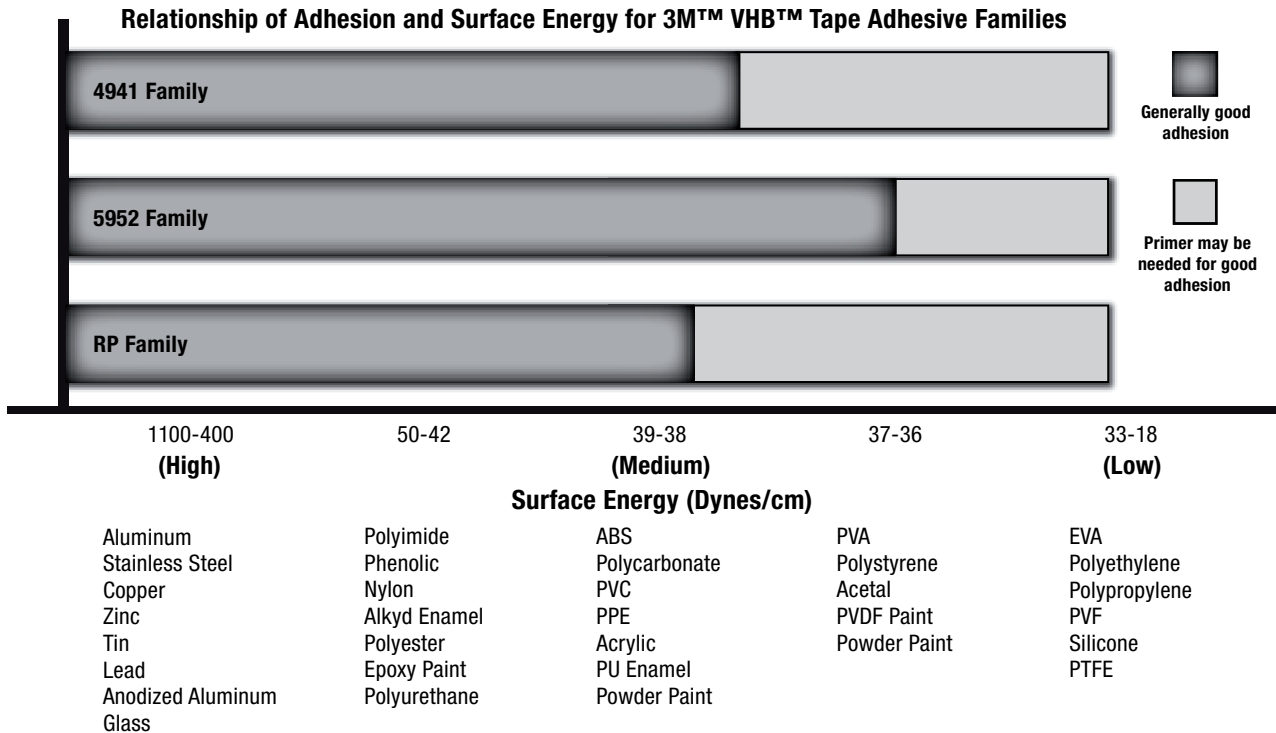 Relationship of Adhesion and Surface Energy for 3M™ VHB™ Tape Adhesive Families
4941 Family
Generally good
adhesion
5952 Family
Primer may be
needed for good
adhesion
RP Family
1100-400 50-42 39-38 37-36 33-18
(High) (Medium) (Low)
Surface Energy (Dynes/cm)
Aluminum Polyimide ABS PVA EVA
Stainless Steel Phenolic Polycarbonate Polystyrene Polyethylene
Copper Nylon PVC Acetal Polypropylene
Zinc Alkyd Enamel PPE PVDF Paint PVF
Tin Polyester Acrylic Powder Paint Silicone
Lead Epoxy Paint PU Enamel PTFE
Anodized Aluminum Polyurethane Powder Paint
Glass